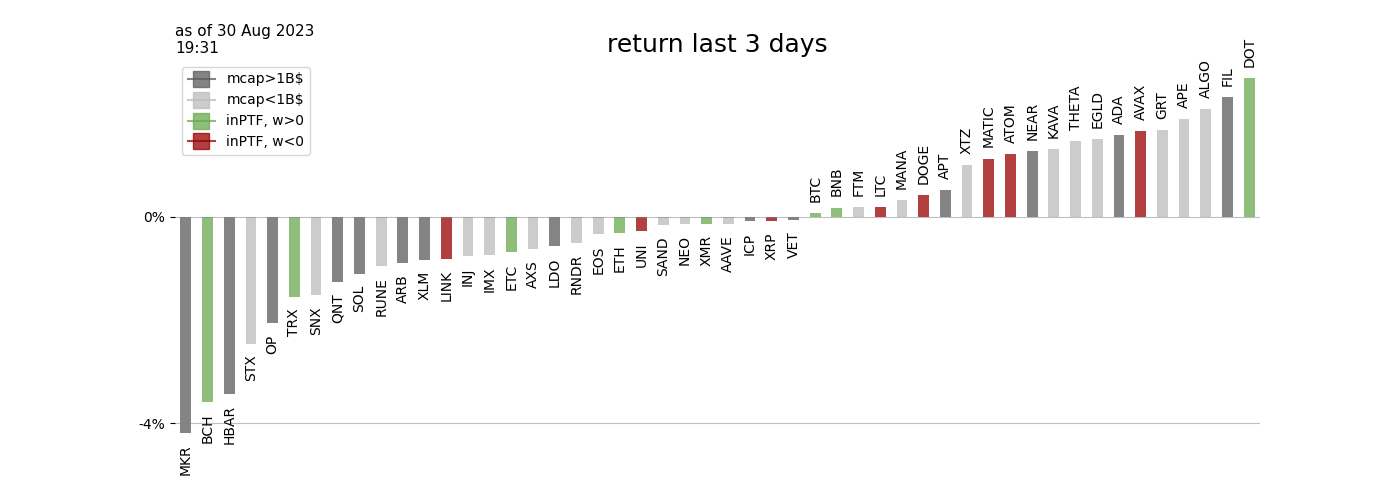 as of 30 Aug 2023
19:31
return last 3 days
mcap>1B$
mcap<1B$
inPTF, w>0
inPTF, w<0
0%
-4%
MKR
BCH
HBAR
STX
OP
TRX
SNX
QNT
SOL
RUNE
ARB
XLM
LINK
INJ
IMX
ETC
AXS
LDO
RNDR
EOS
ETH
UNI
SAND
NEO
XMR
AAVE
ICP
XRP
VET
BTC
BNB
FTM
LTC
MANA
DOGE
APT
XTZ
MATIC
ATOM
NEAR
KAVA
THETA
EGLD
ADA
AVAX
GRT
APE
ALGO
FIL
DOT